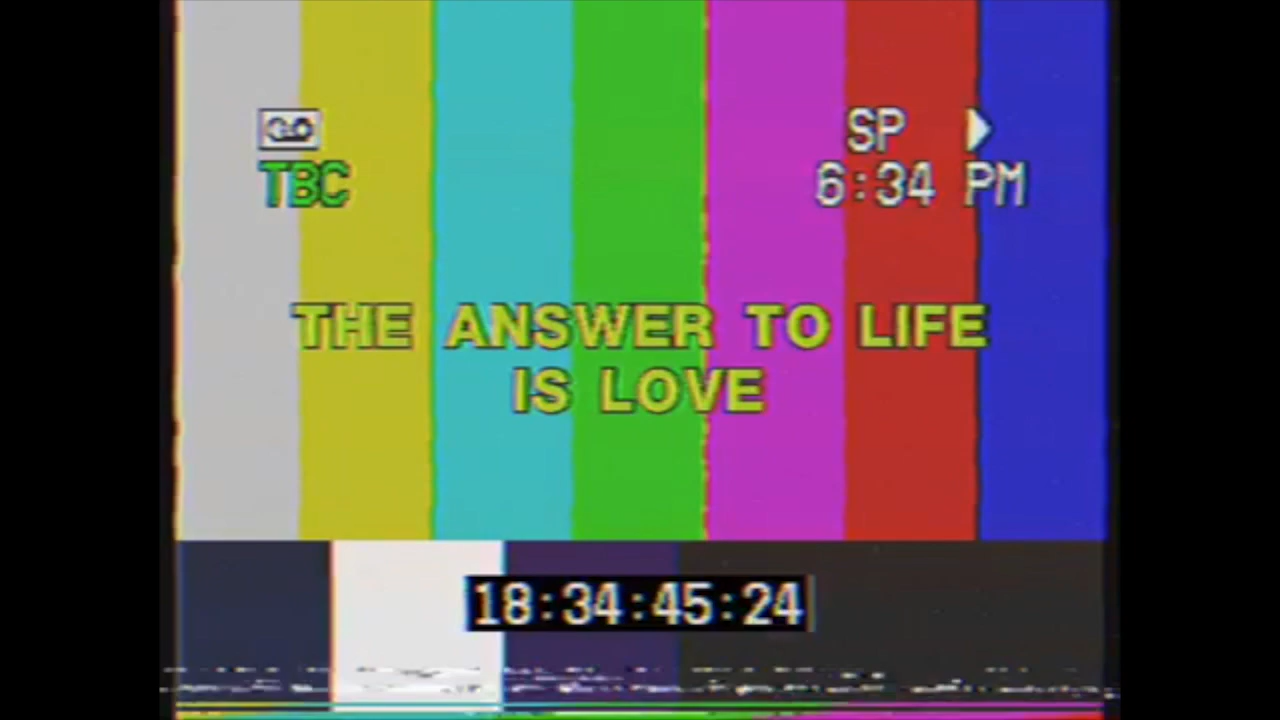 SP
TBC
6:34 PM
THE ANSWER TO LIFE
IS LOVE
18:34:45:24